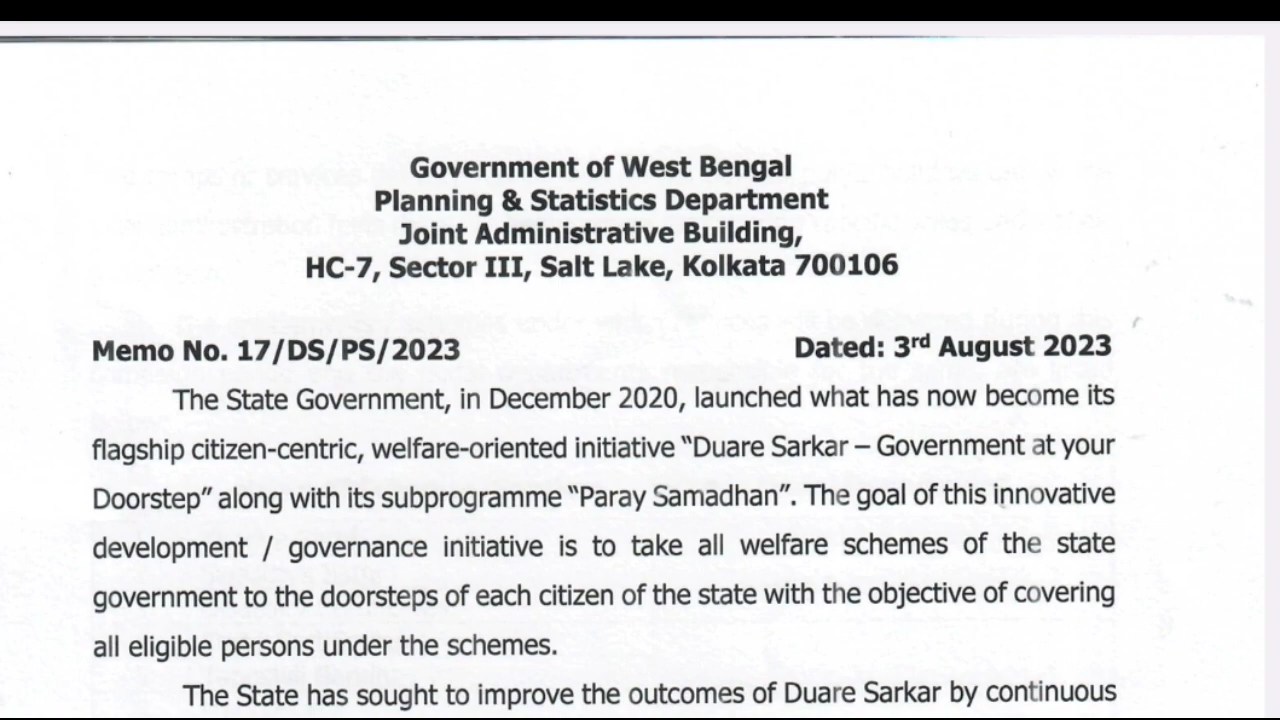 Government of West Bengal
Planning & Statistics Department
Joint Administrative Building,
HC-7, Sector III, Salt Lake, Kolkata 700106
Memo No. 17/DS/PS/2023 Dated: 3rd August 2023
The State Government, in December 2020, launched what has now become its
flagship citizen-centric, welfare-oriented initiative "Duare Sarkar – Government at your
Doorstep" along with its subprogramme "Paray Samadhan". The goal of this innovative
development / governance initiative is to take all welfare schemes of the state
government to the doorsteps of each citizen of the state with the objective of covering
all eligible persons under the schemes.
The State has sought to improve the outcomes of Duare Sarkar by continuous